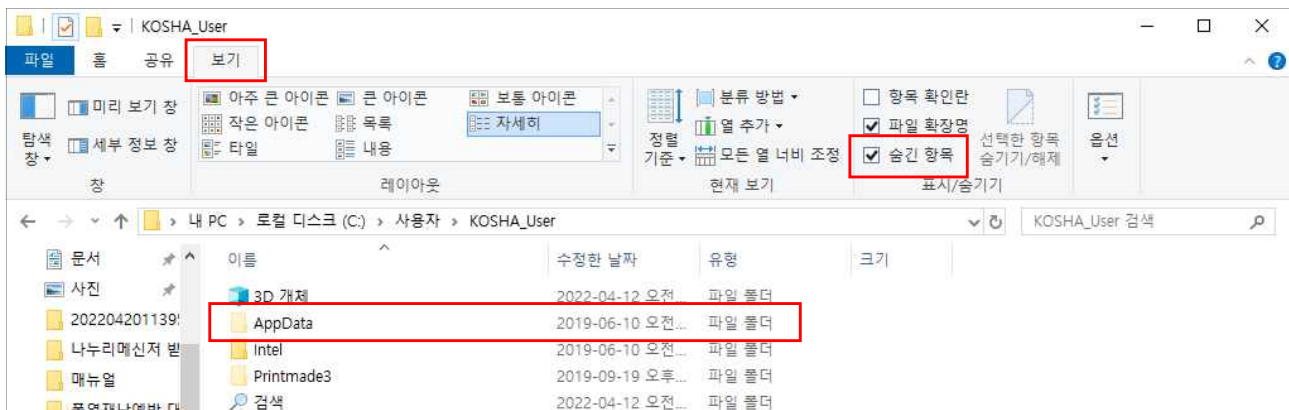 KOSHA_User
파일 홈 공유 보기
미리 보기 창 아주 큰 아이콘 큰 아이콘 보통 아이콘 분류 방법 항목 확인란
탐색 창 세부 정보 창 작은 아이콘 목록 자세히 정렬 기준 열 추가 파일 확장명 선택한 항목 숨기기/해제 옵션
타일 내용 모든 열 너비 조정 숨긴 항목
창 레이아웃 현재 보기 표시/숨기기
내 PC > 로컬 디스크 (C:) > 사용자 > KOSHA_User KOSHA_User 검색
문서 이름 수정한 날짜 유형 크기
사진 3D 개체 2022-04-12 오전... 파일 폴더
AppData 2019-06-10 오전... 파일 폴더
나누리메신저 받 Intel 2019-06-10 오전... 파일 폴더
매뉴얼 Printmade3 2019-09-19 오후... 파일 폴더
검색 2022-04-12 오전... 파일 폴더